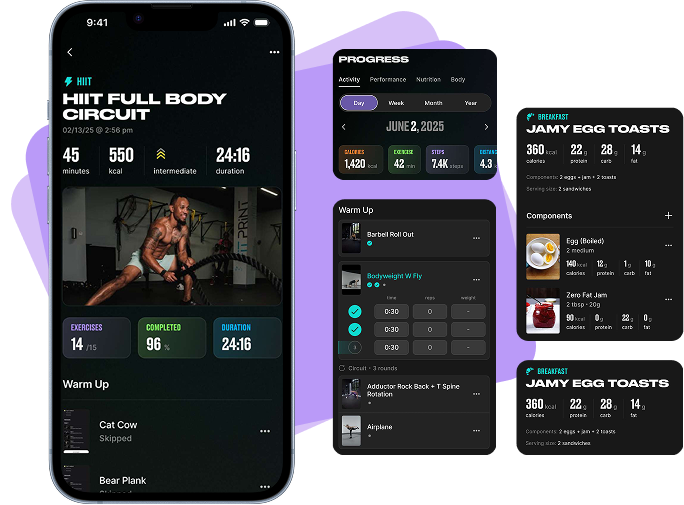 9:41
HIIT
HIIT FULL BODY
CIRCUIT
02/13/25 @ 2:56 pm
45
minutes
550
kcal
intermediate
24:16
duration
EXERCISES
14 /15
COMPLETED
96 %
DURATION
24:16
Warm Up
Cat Cow
Skipped
Bear Plank
Skipped
PROGRESS
Activity Performance Nutrition Body
Day Week Month Year
JUNE 2, 2025
CALORIES
1,420 kcal
EXERCISE
42 min
STEPS
7.4K steps
DISTANC
4.3
Warm Up
Barbell Roll Out
Bodyweight W Fly
time reps weight
0:30 0 -
0:30 0 -
3 0:30 0 -
Circuit • 3 rounds
Adductor Rock Back + T Spine
Rotation
Airplane
BREAKFAST
JAMY EGG TOASTS
360 kcal
calories
22 g
protein
28 g
carb
14 g
fat
Components: 2 eggs + jam + 2 toasts
Serving size: 2 sandwiches
Components
Egg (Boiled)
2 medium
140 kcal
calories
12 g
protein
1 g
carb
10 g
fat
Zero Fat Jam
2 tbsp • 20g
90 kcal
calories
0 g
protein
22 g
carb
0 g
fat
BREAKFAST
JAMY EGG TOASTS
360 kcal
calories
22 g
protein
28 g
carb
14 g
fat
Components: 2 eggs + jam + 2 toasts
Serving size: 2 sandwiches